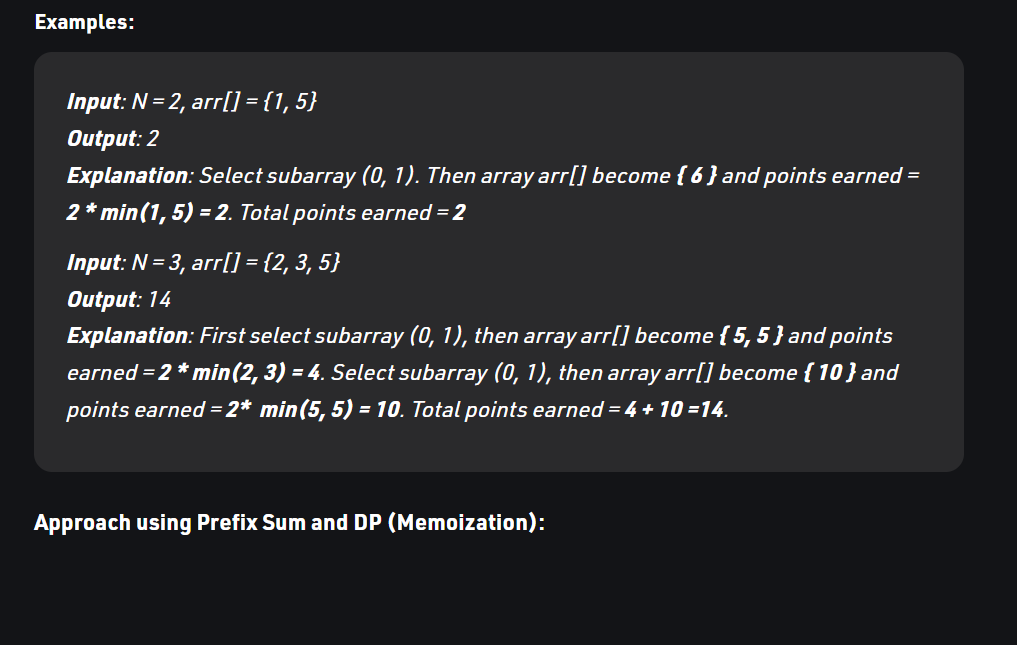 Examples:
Input: N = 2, arr[] = {1, 5}
Output: 2
Explanation: Select subarray (0, 1). Then array arr[] become { 6 } and points earned =
2 * min(1, 5) = 2. Total points earned = 2
Input: N = 3, arr[] = {2, 3, 5}
Output: 14
Explanation: First select subarray (0, 1), then array arr[] become { 5, 5 } and points
earned = 2 * min(2, 3) = 4. Select subarray (0, 1), then array arr[] become { 10 } and
points earned = 2* min(5, 5) = 10. Total points earned = 4 + 10 =14.
Approach using Prefix Sum and DP (Memoization):